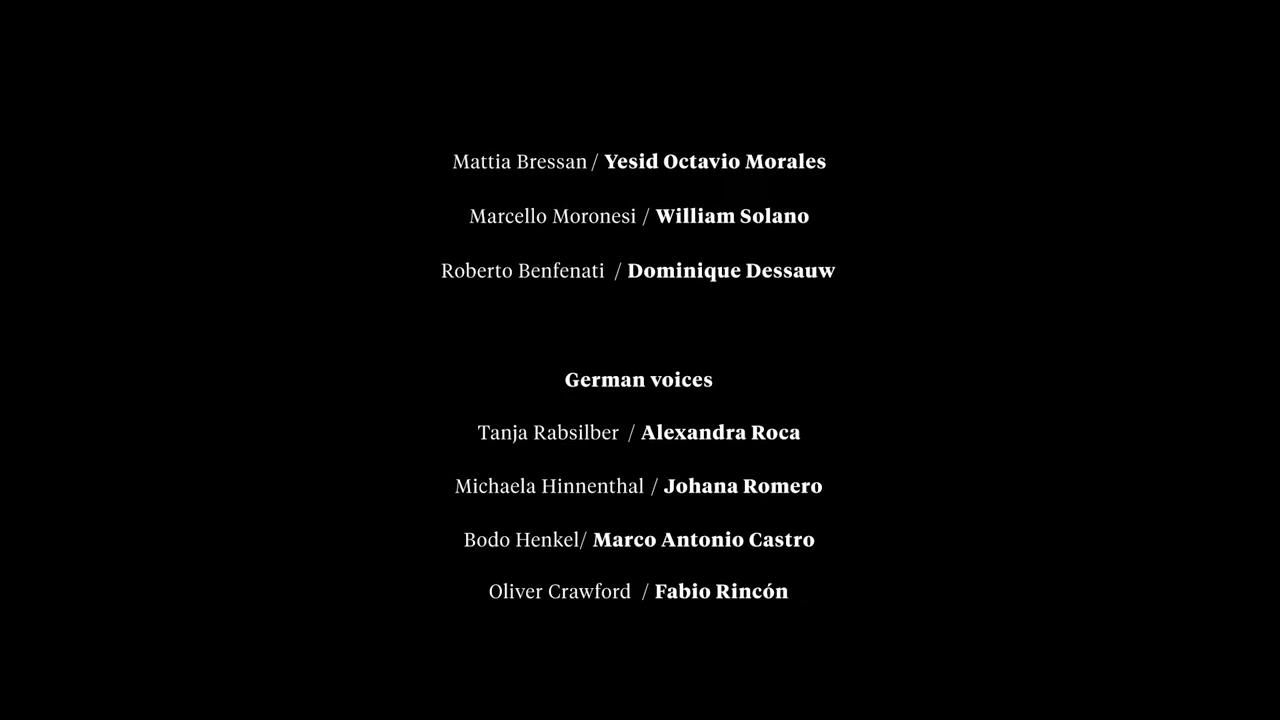 Mattia Bressan / Yesid Octavio Morales
Marcello Moronesi / William Solano
Roberto Benfenati / Dominique Dessauw
German voices
Tanja Rabsilber / Alexandra Roca
Michaela Hinnenthal / Johana Romero
Bodo Henkel/ Marco Antonio Castro
Oliver Crawford / Fabio Rincón